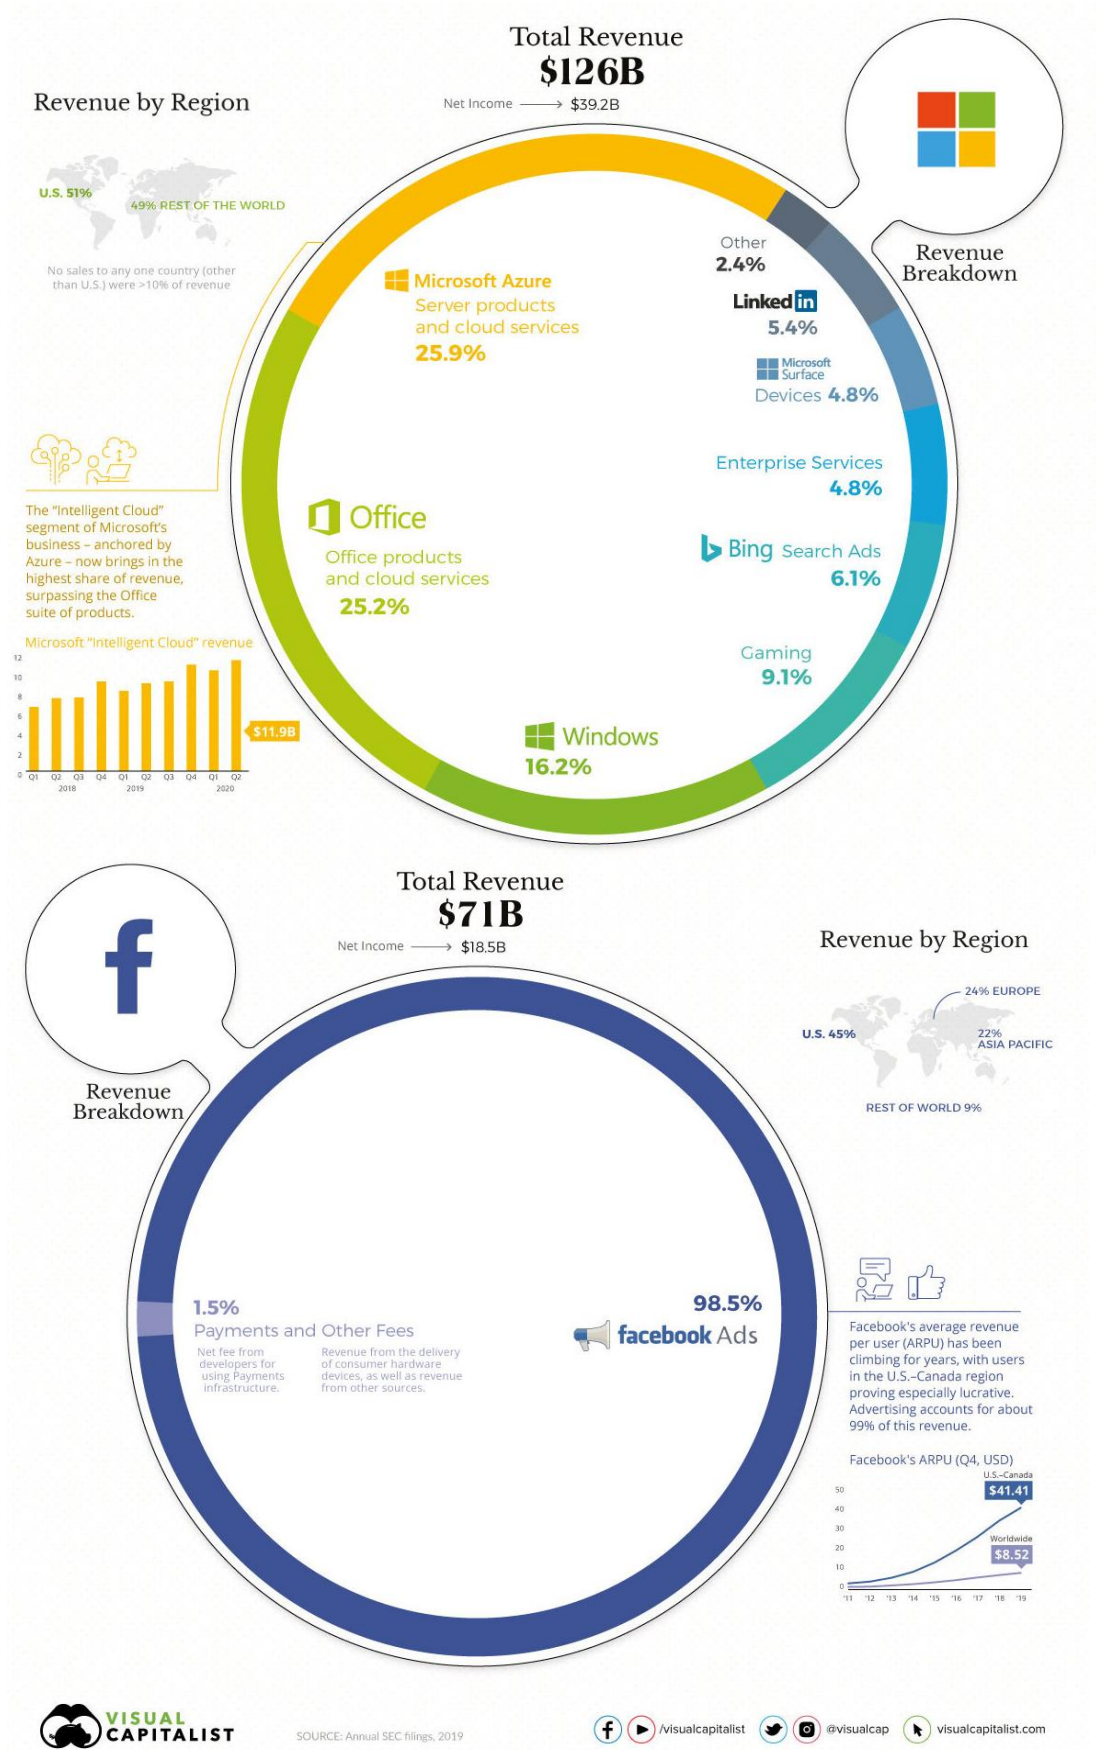 Total Revenue
$126B
Net Income $39.2B
Revenue by Region
U.S. 51%
49% REST OF THE WORLD
No sales to any one country (other
than U.S.) were >10% of revenue
Revenue
Breakdown
Other
2.4%
Linked in
5.4%
Microsoft
Surface
Devices 4.8%
Enterprise Services
4.8%
Bing Search Ads
6.1%
Gaming
9.1%
Windows
16.2%
Office
Office products
and cloud services
25.2%
Microsoft Azure
Server products
and cloud services
25.9%
The "Intelligent Cloud"
segment of Microsoft's
business – anchored by
Azure – now brings in the
highest share of revenue,
surpassing the Office
suite of products.
Microsoft "Intelligent Cloud" revenue
12
10
8
6
4
2
0
$11.9B
Q1 Q2 Q3 Q4 Q1 Q2 Q3 Q4 Q1 Q2
2018 2019 2020
Total Revenue
$71B
Net Income $18.5B
f
Revenue
Breakdown
Revenue by Region
24% EUROPE
U.S. 45%
22%
ASIA PACIFIC
REST OF WORLD 9%
1.5%
Payments and Other Fees
Net fee from
developers for
using Payments
infrastructure.
Revenue from the delivery
of consumer hardware
devices, as well as revenue
from other sources.
98.5%
facebook Ads
Facebook's average revenue
per user (ARPU) has been
climbing for years, with users
in the U.S.–Canada region
proving especially lucrative.
Advertising accounts for about
99% of this revenue.
Facebook's ARPU (Q4, USD)
U.S.–Canada
$41.41
Worldwide
$8.52
50
40
30
20
10
0
'11 '12 '13 '14 '15 '16 '17 '18 '19
VISUAL
CAPITALIST
SOURCE: Annual SEC filings, 2019
f /visualcapitalist @visualcap visualcapitalist.com